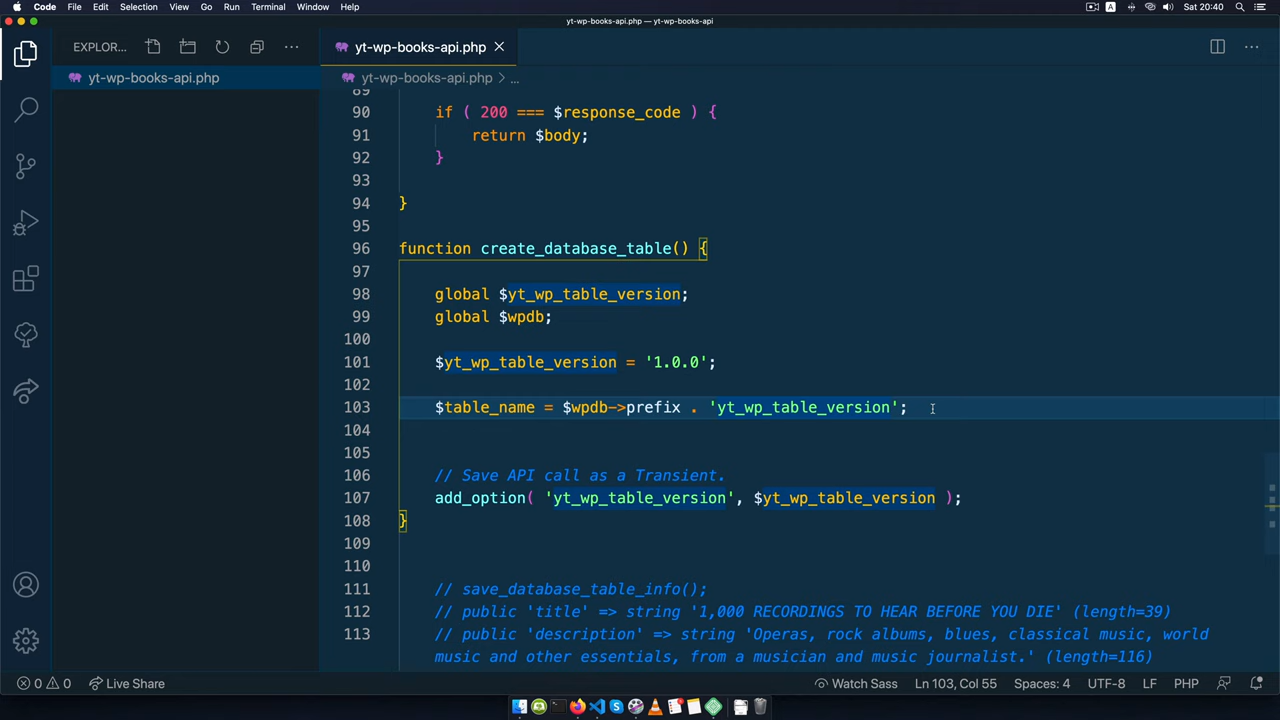 Code File Edit Selection View Go Run Terminal Window Help Sat 20:40
yt-wp-books-api.php — yt-wp-books-api
EXPLOR... yt-wp-books-api.php
yt-wp-books-api.php yt-wp-books-api.php > ...
89
90 if ( 200 === $response_code ) {
91 return $body;
92 }
93
94 }
95
96 function create_database_table() {
97
98 global $yt_wp_table_version;
99 global $wpdb;
100
101 $yt_wp_table_version = '1.0.0';
102
103 $table_name = $wpdb->prefix . 'yt_wp_table_version';
104
105
106 // Save API call as a Transient.
107 add_option( 'yt_wp_table_version', $yt_wp_table_version );
108 }
109
110
111 // save_database_table_info();
112 // public 'title' => string '1,000 RECORDINGS TO HEAR BEFORE YOU DIE' (length=39)
113 // public 'description' => string 'Operas, rock albums, blues, classical music, world
music and other essentials, from a musician and music journalist.' (length=116)
0 0 Live Share Watch Sass Ln 103, Col 55 Spaces: 4 UTF-8 LF PHP